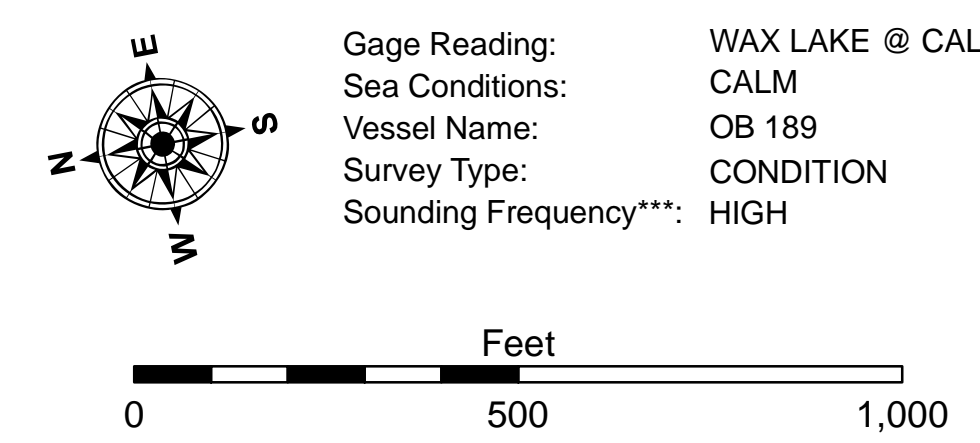 E
N
S
W
Gage Reading: WAX LAKE @ CAL
Sea Conditions: CALM
Vessel Name: OB 189
Survey Type: CONDITION
Sounding Frequency***: HIGH
Feet
0 500 1,000